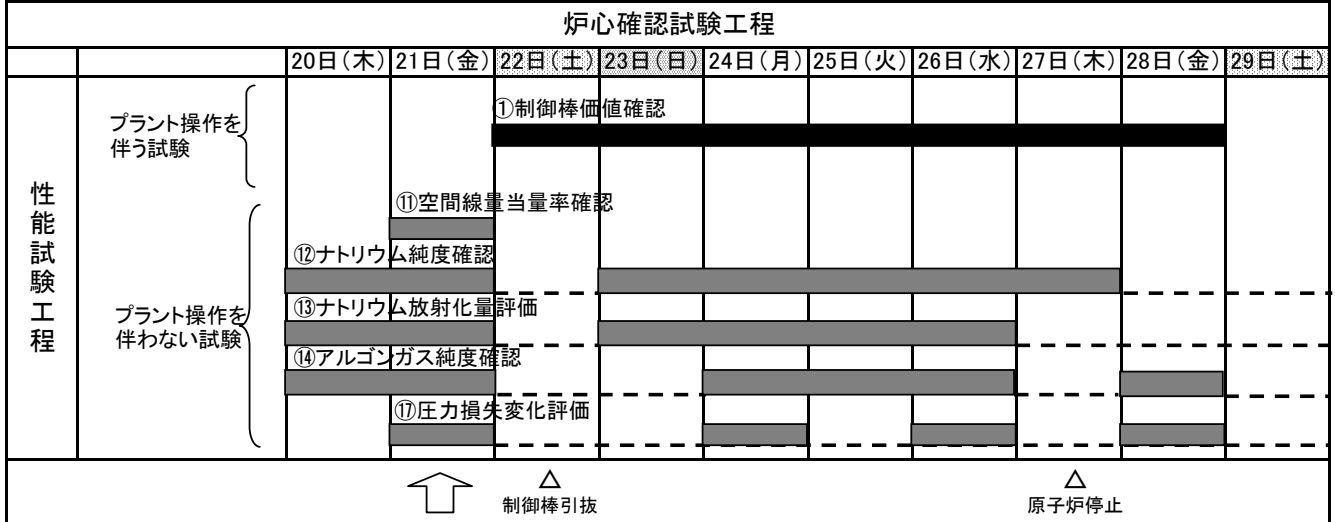 炉心確認試験工程
20日(木) 21日(金) 22日(土) 23日(日) 24日(月) 25日(火) 26日(水) 27日(木) 28日(金) 29日(土)
性能試験工程
プラント操作を
伴う試験
①制御棒価値確認
プラント操作を
伴わない試験
⑪空間線量当量率確認
⑫ナトリウム純度確認
⑬ナトリウム放射化量評価
⑭アルゴンガス純度確認
⑰圧力損失変化評価
制御棒引抜
原子炉停止